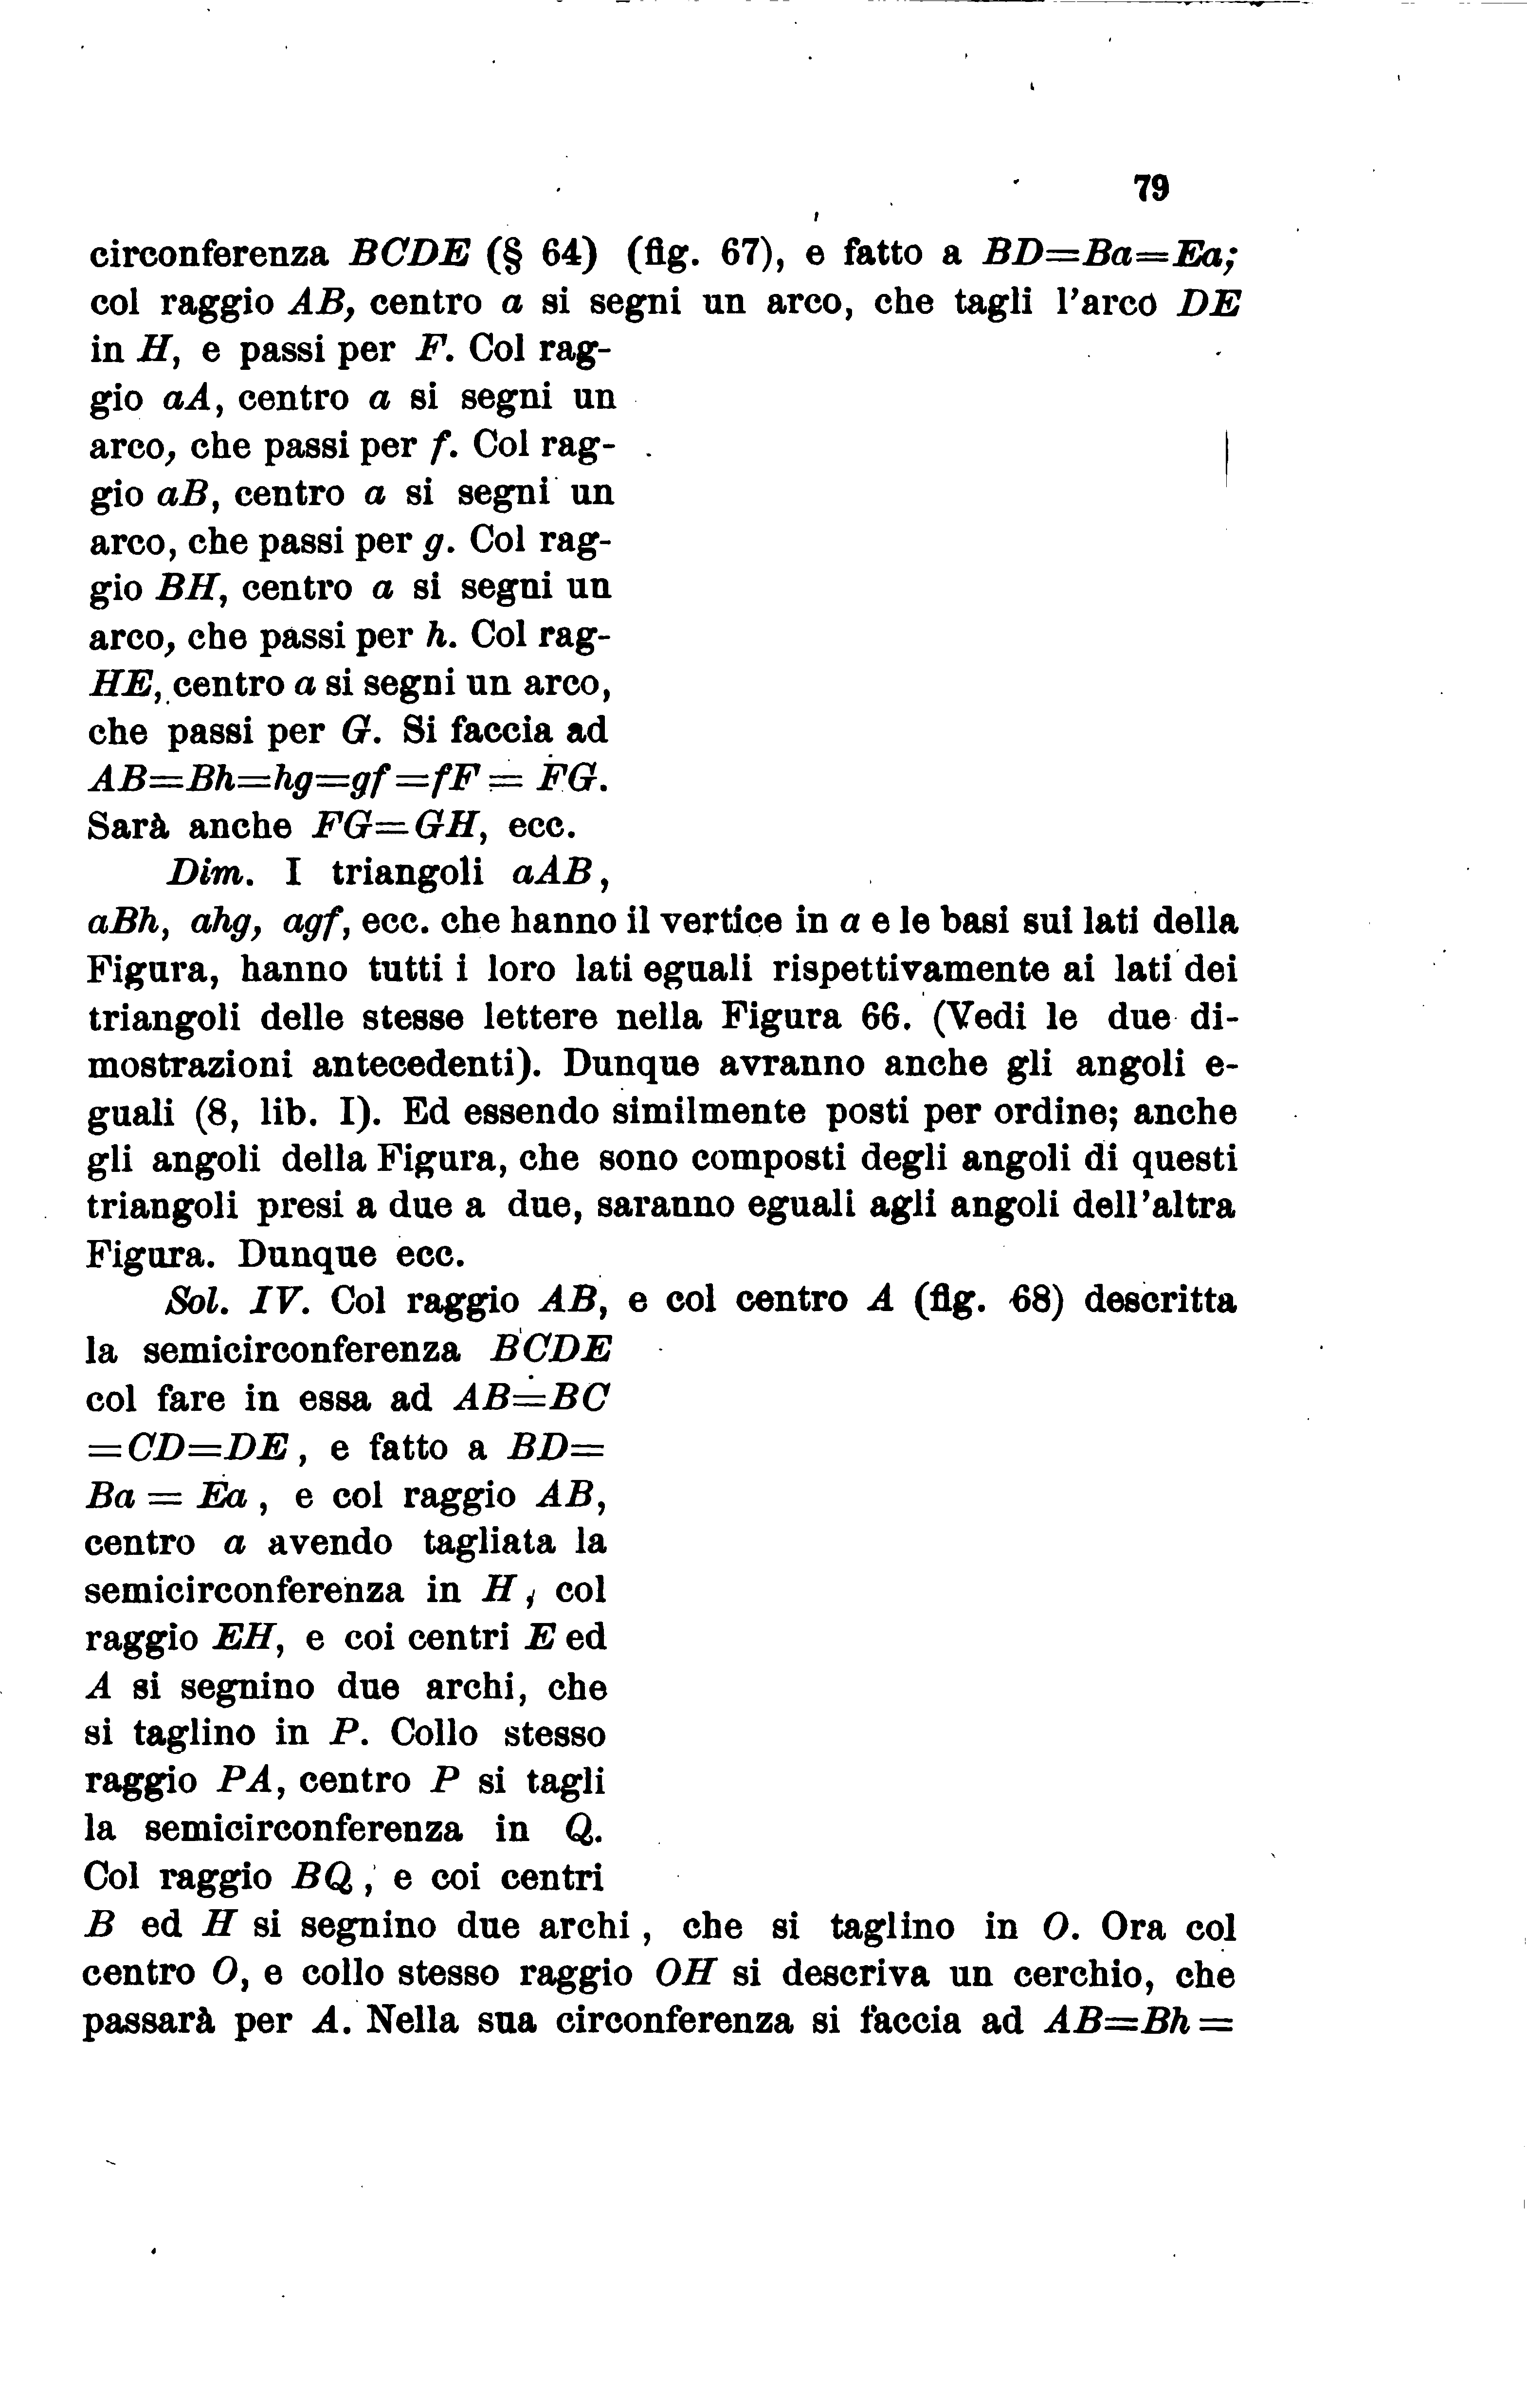 79
circonferenza BCDE (§ 64) (fig. 67), e fatto a BD=Ba=Ea;
col raggio AB, centro a si segni un arco, che tagli l'arco DE
in H, e passi per F. Col rag-
gio aA, centro a si segni un
arco, che passi per f. Col rag-
gio aB, centro a si segni un
arco, che passi per g. Col rag-
gio BH, centro a si segni un
arco, che passi per h. Col rag-
HE, centro a si segni un arco,
che passi per G. Si faccia ad
AB=Bh=hg=gf=fF= FG.
Sarà anche FG=GH, ecc.
Dim. I triangoli aAB,
aBh, ahg, agf, ecc. che hanno il vertice in a e le basi sui lati della
Figura, hanno tutti i loro lati eguali rispettivamente ai lati dei
triangoli delle stesse lettere nella Figura 66. (Vedi le due di-
mostrazioni antecedenti). Dunque avranno anche gli angoli e-
guali (8, lib. I). Ed essendo similmente posti per ordine; anche
gli angoli della Figura, che sono composti degli angoli di questi
triangoli presi a due a due, saranno eguali agli angoli dell'altra
Figura. Dunque ecc.
Sol. IV. Col raggio AB, e col centro A (fig. 68) descritta
la semicirconferenza BCDE
col fare in essa ad AB=BC
=CD=DE, e fatto a BD=
Ba = Ea, e col raggio AB,
centro a avendo tagliata la
semicirconferenza in H, col
raggio EH, e coi centri E ed
A si segnino due archi, che
si taglino in P. Collo stesso
raggio PA, centro P si tagli
la semicirconferenza in Q.
Col raggio BQ, e coi centri
B ed H si segnino due archi, che si taglino in O. Ora col
centro O, e collo stesso raggio OH si descriva un cerchio, che
passarà per A. Nella sua circonferenza si faccia ad AB=Bh=